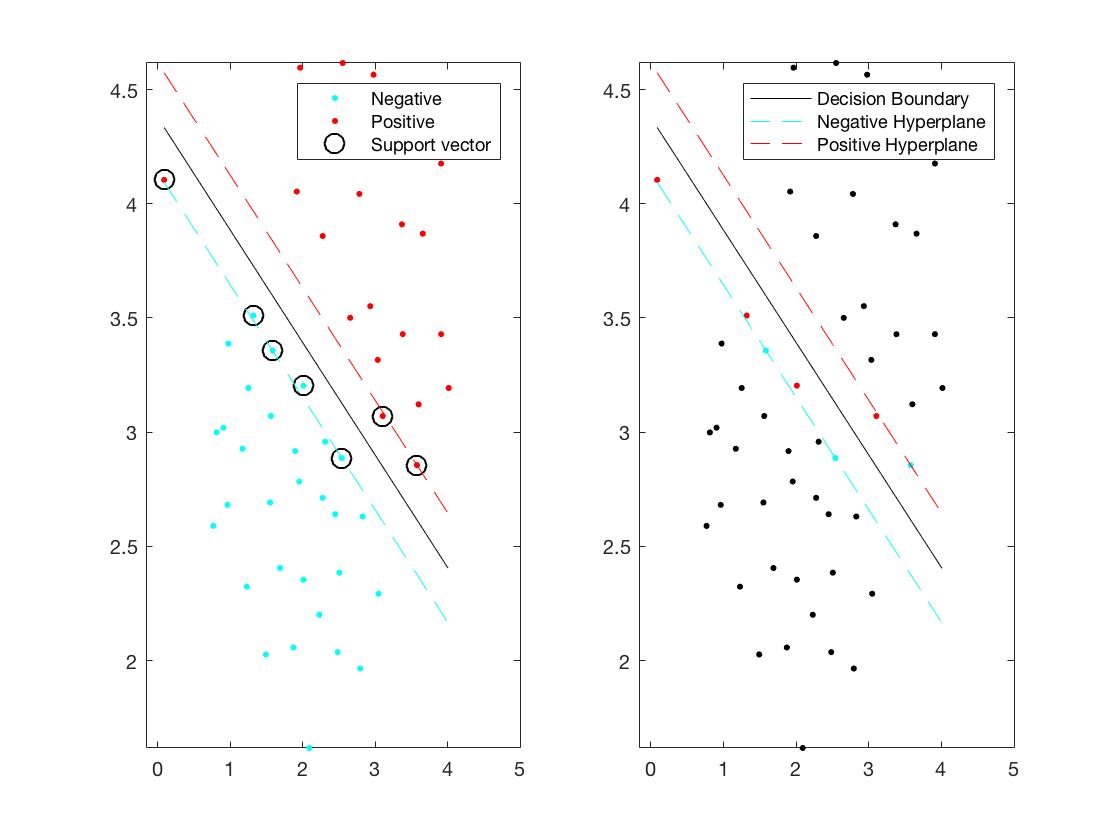 4.5
4
3.5
3
2.5
2
0 1 2 3 4 5
Negative
Positive
Support vector
4.5
4
3.5
3
2.5
2
0 1 2 3 4 5
Decision Boundary
Negative Hyperplane
Positive Hyperplane